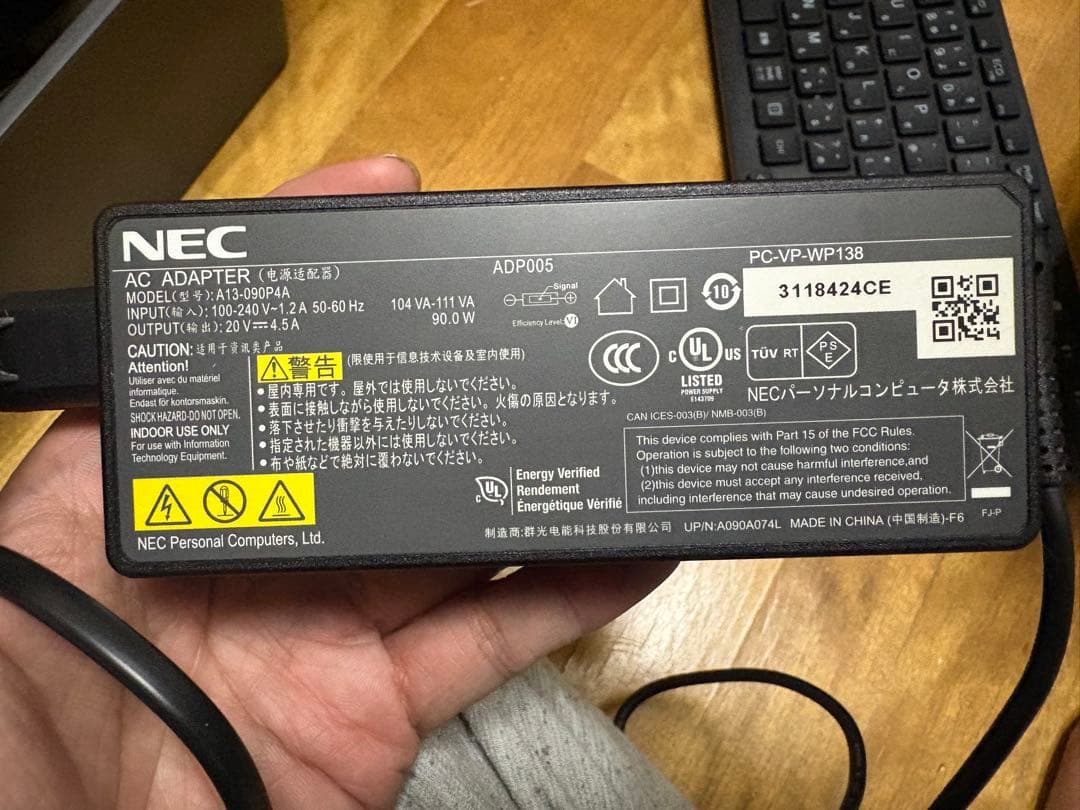 NEC
AC ADAPTER (电源适配器)
MODEL(型号):A13-090P4A
INPUT(输入):100-240 V~1.2 A 50-60 Hz
104 VA-111 VA
OUTPUT(输出):20 V⎓4.5 A
90.0 W
ADP005
Signal
Efficiency Level: VI
10
PC-VP-WP138
3118424CE
CAUTION: 适用于资讯类产品
Attention!
Utiliser avec du matériel
informatique.
Endast for kontorsmaskin.
SHOCK HAZARD-DO NOT OPEN.
INDOOR USE ONLY
For use with Information
Technology Equipment.
警告 (限使用于信息技术设备及室内使用)
●屋内専用です。屋外では使用しないでください。
●表面に接触しながら使用しないでください。火傷の原因となります。
●落下させたり衝撃を与えたりしないでください。
●指定された機器以外には使用しないでください。
●布や紙などで絶対に覆わないでください。
CCC
c UL US
LISTED
POWER SUPPLY
E143709
TÜV RT
PS
E
NECパーソナルコンピュータ株式会社
CAN ICES-003(B)/ NMB-003(B)
This device complies with Part 15 of the FCC Rules.
Operation is subject to the following two conditions:
(1)this device may not cause harmful interference,and
(2)this device must accept any interference received,
including interference that may cause undesired operation.
c UL
Energy Verified
Rendement
Énergétique Vérifié
NEC Personal Computers, Ltd.
制造商:群光电能科技股份有限公司
UP/N:A090A074L
MADE IN CHINA (中国制造)-F6
FJ-P